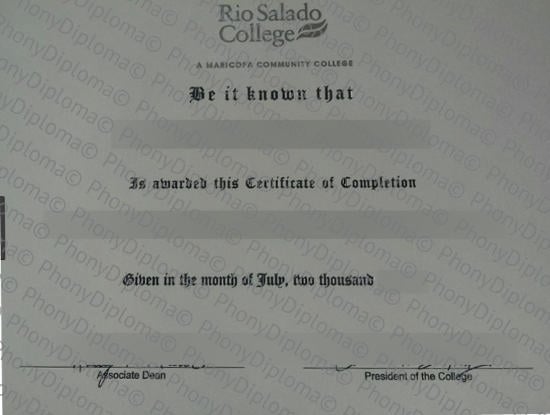 Rio Salado
College
A MARICOPA COMMUNITY COLLEGE
Be it known that
Is awarded this Certificate of Completion
Given in the month of July, two thousand
Associate Dean
President of the College
PhonyDiploma©